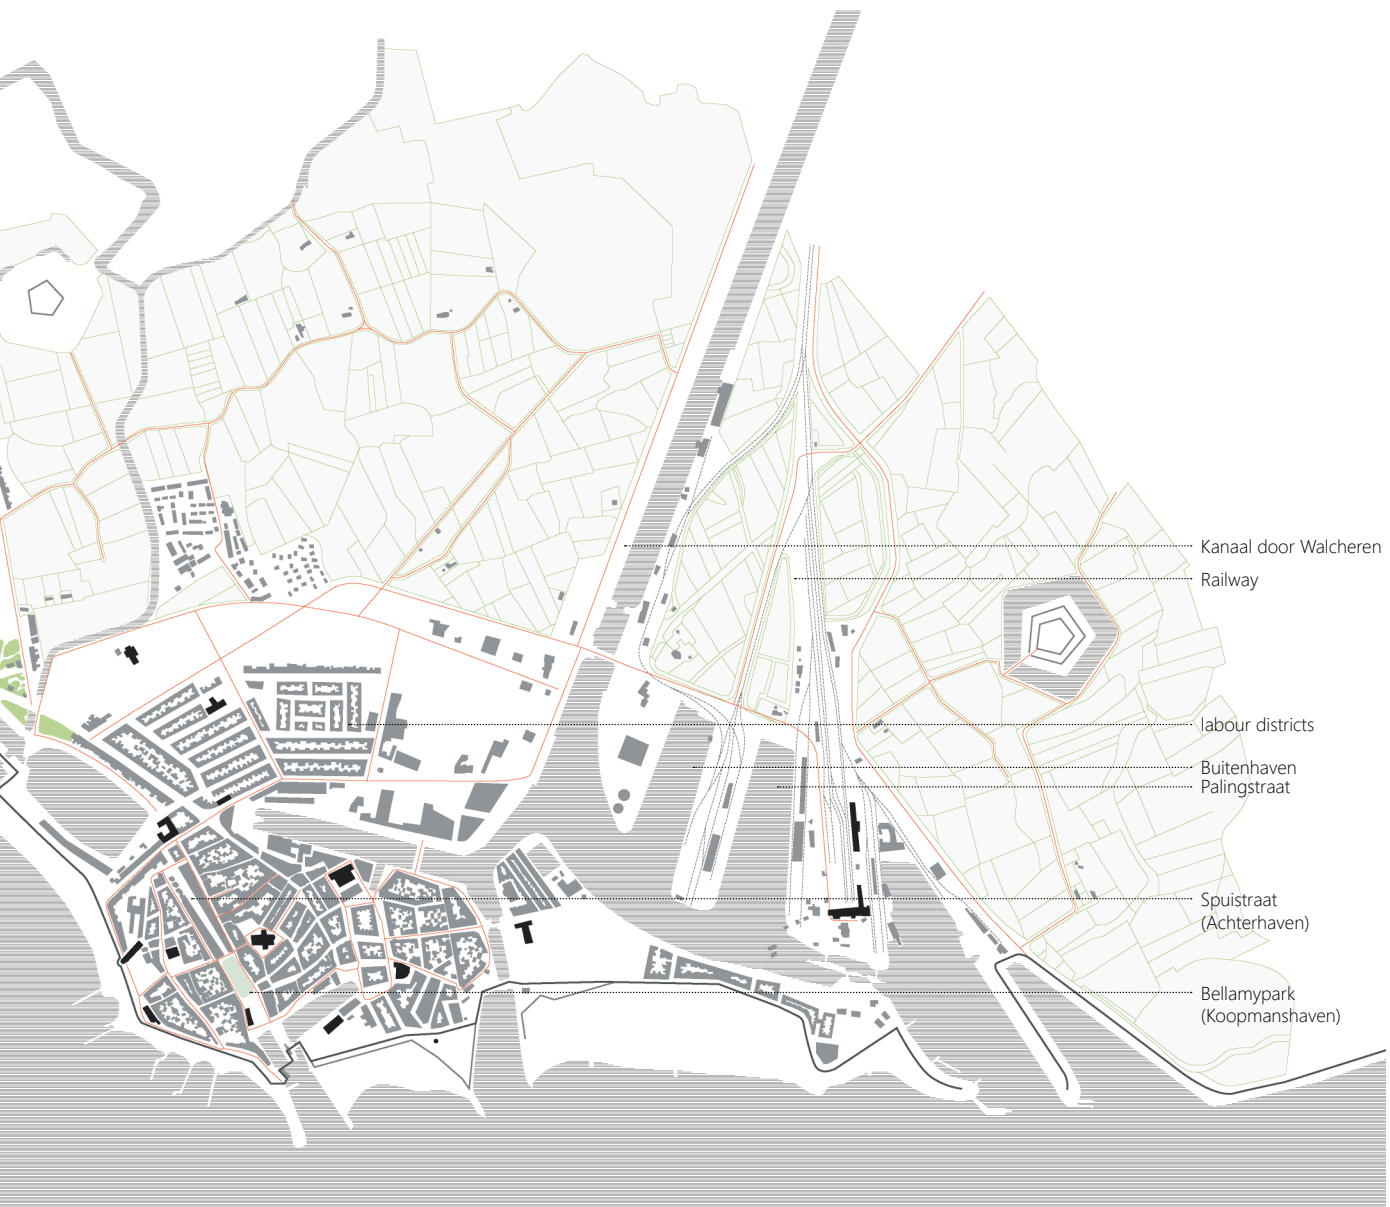 Kanaal door Walcheren
Railway
labour districts
Buitenhaven
Palingstraat
Spuistraat
(Achterhaven)
Bellamypark
(Koopmanshaven)